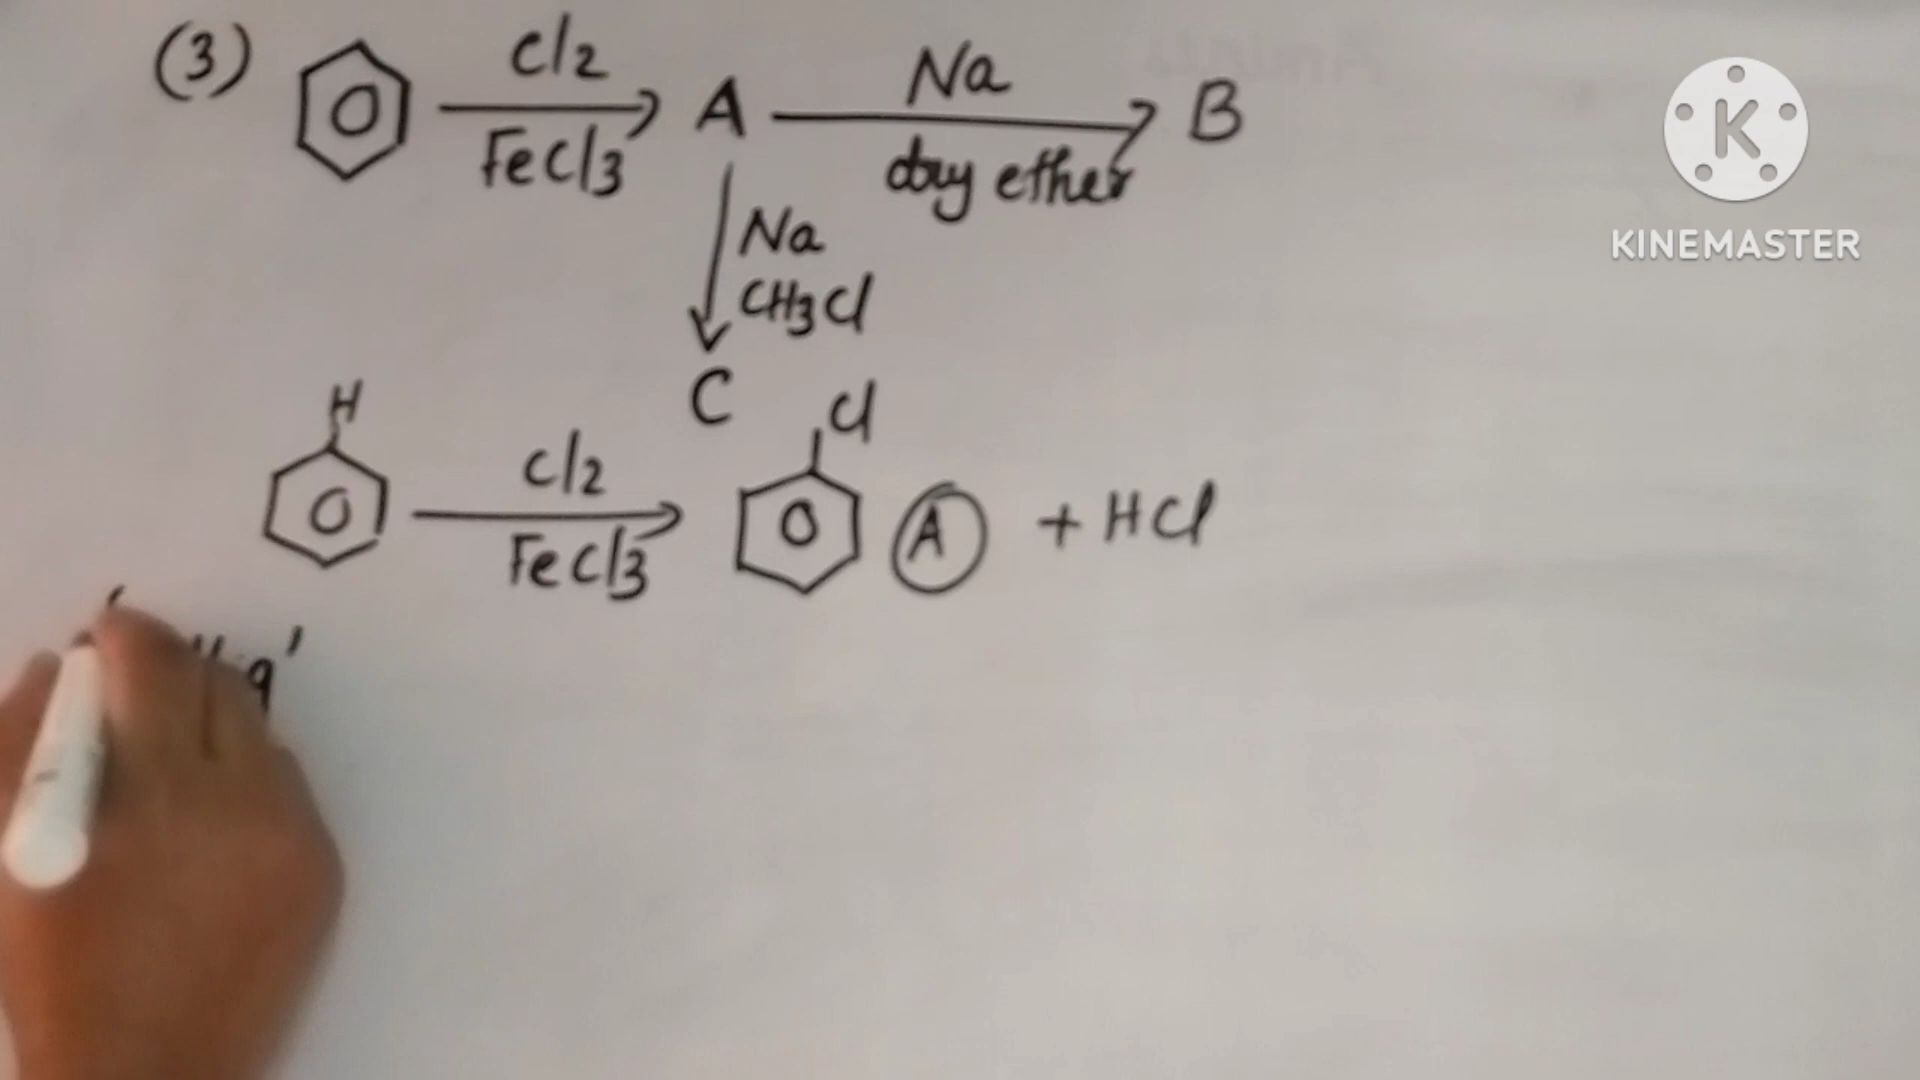 (3) Cl2 A Na B
FeCl3 dry ether
Na
CH3Cl
C
H Cl2 Cl
FeCl3 A + HCl
K
KINEMASTER